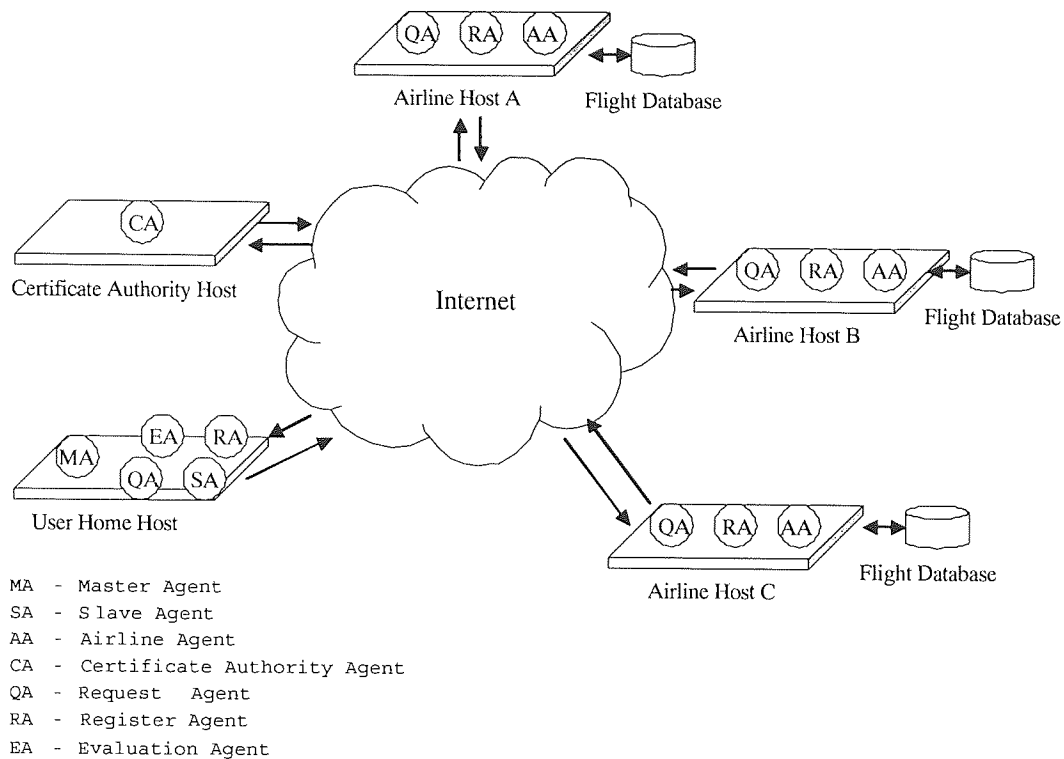 QA RA AA
Airline Host A
Flight Database
CA
Certificate Authority Host
Internet
QA RA AA
Airline Host B
Flight Database
MA EA RA
QA SA
User Home Host
QA RA AA
Airline Host C
Flight Database
MA - Master Agent
SA - Slave Agent
AA - Airline Agent
CA - Certificate Authority Agent
QA - Request Agent
RA - Register Agent
EA - Evaluation Agent